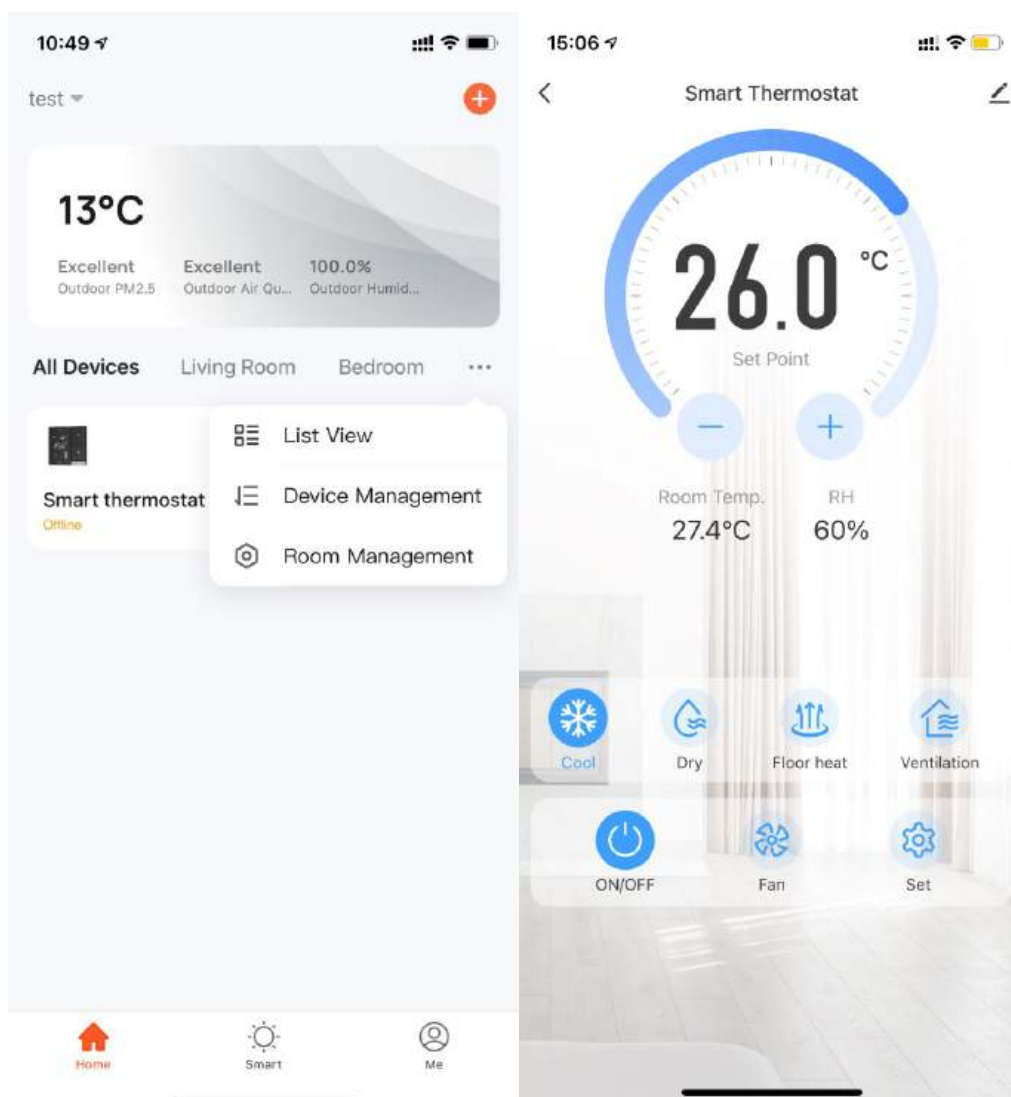 10:49
test
13°C
Excellent Excellent 100.0%
Outdoor PM2.5 Outdoor Air Qu... Outdoor Humid...
All Devices Living Room Bedroom ...
List View
Smart thermostat
Offline
Device Management
Room Management
Home Smart Me
15:06
Smart Thermostat
26.0 °C
Set Point
Room Temp. RH
27.4°C 60%
Cool Dry Floor heat Ventilation
ON/OFF Fan Set